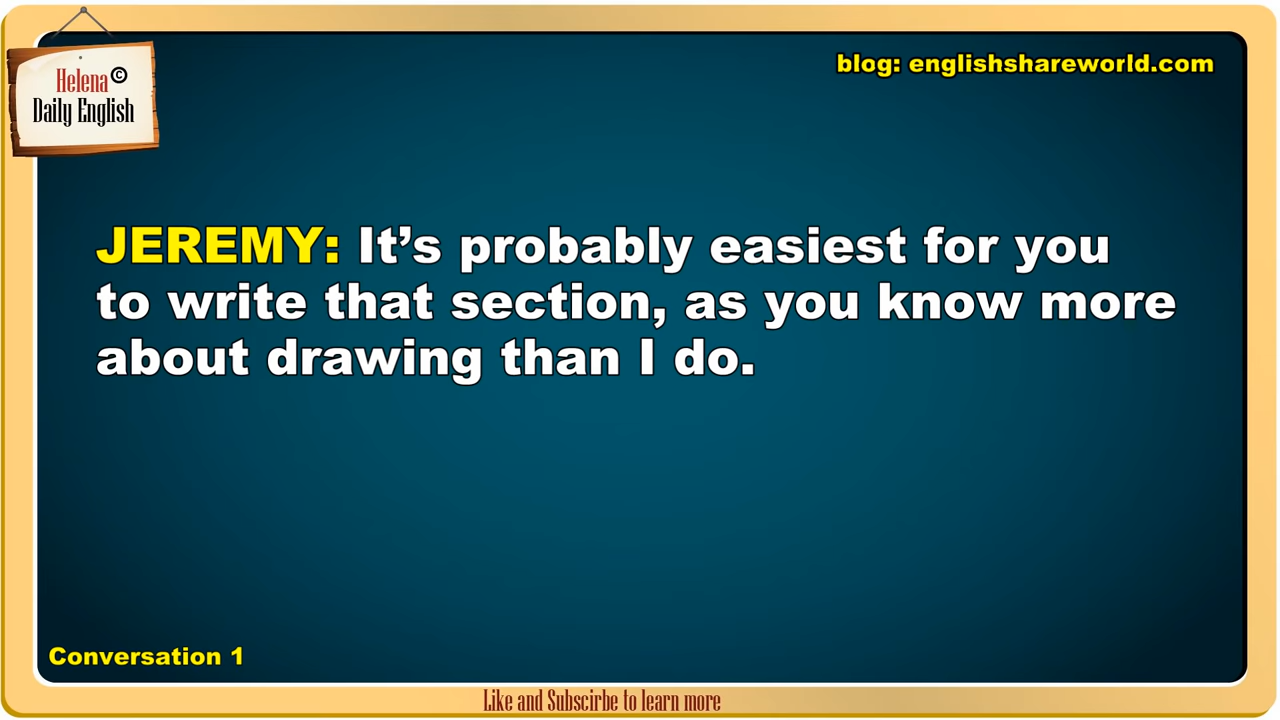 Helena©
Daily English
blog: englishshareworld.com
JEREMY: It’s probably easiest for you
to write that section, as you know more
about drawing than I do.
Conversation 1
Like and Subscirbe to learn more